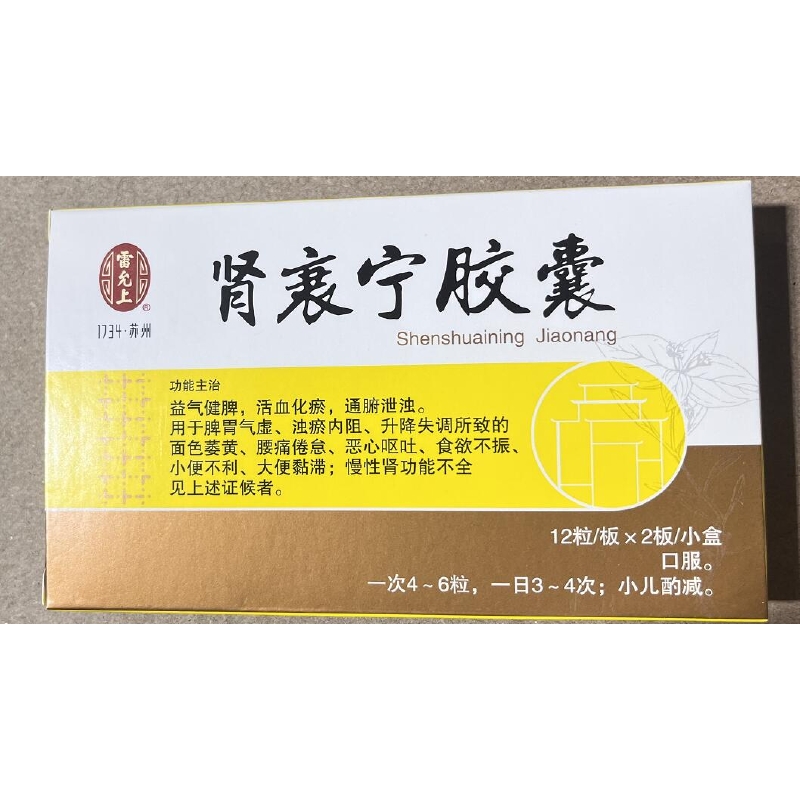 雷允上
®
1734·苏州
肾衰宁胶囊
Shenshuaining Jiaonang
功能主治
益气健脾，活血化瘀，通腑泄浊。
用于脾胃气虚、浊瘀内阻、升降失调所致的
面色萎黄、腰痛倦怠、恶心呕吐、食欲不振、
小便不利、大便黏滞；慢性肾功能不全
见上述证候者。
12粒/板×2板/小盒
口服。
一次4~6粒，一日3~4次；小儿酌减。